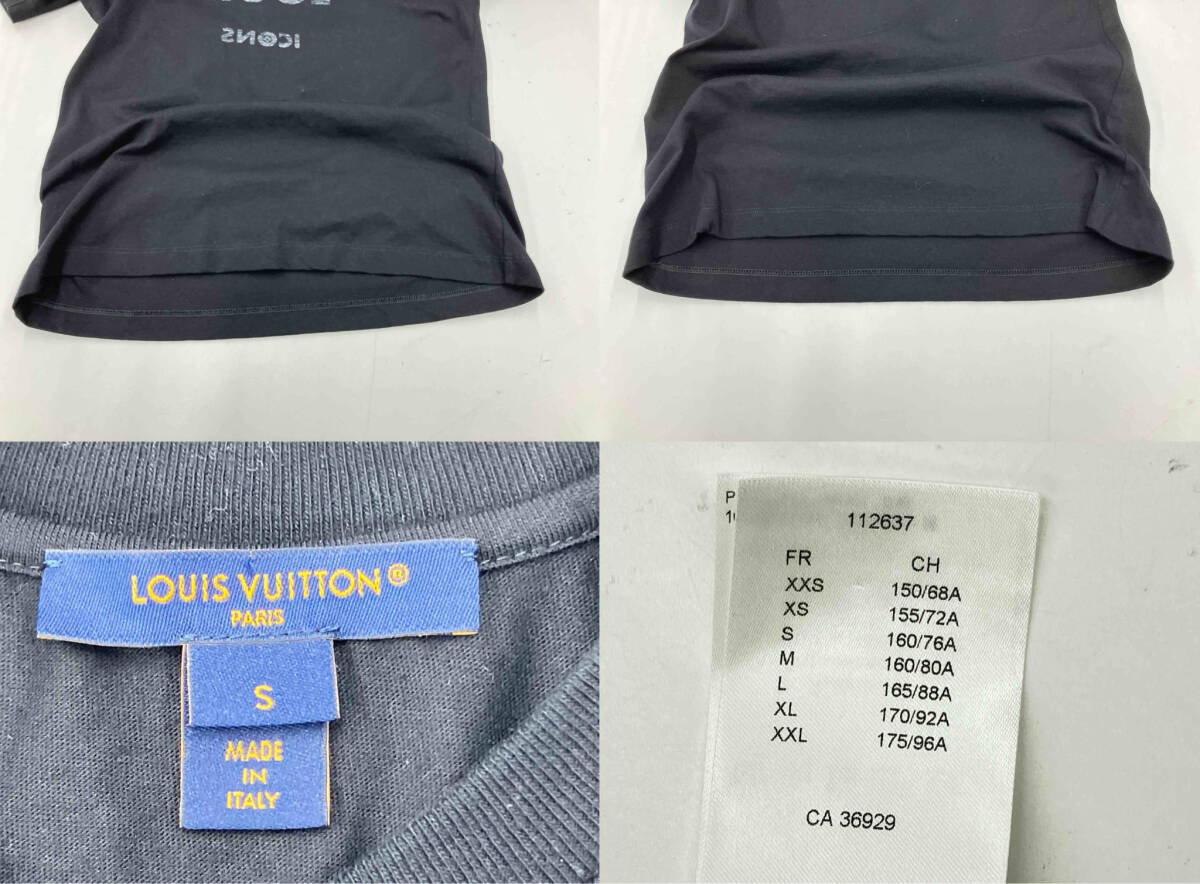 ICONS
LOUIS VUITTON®
PARIS
S
MADE
IN
ITALY
P
112637
FR CH
XXS 150/68A
XS 155/72A
S 160/76A
M 160/80A
L 165/88A
XL 170/92A
XXL 175/96A
CA 36929